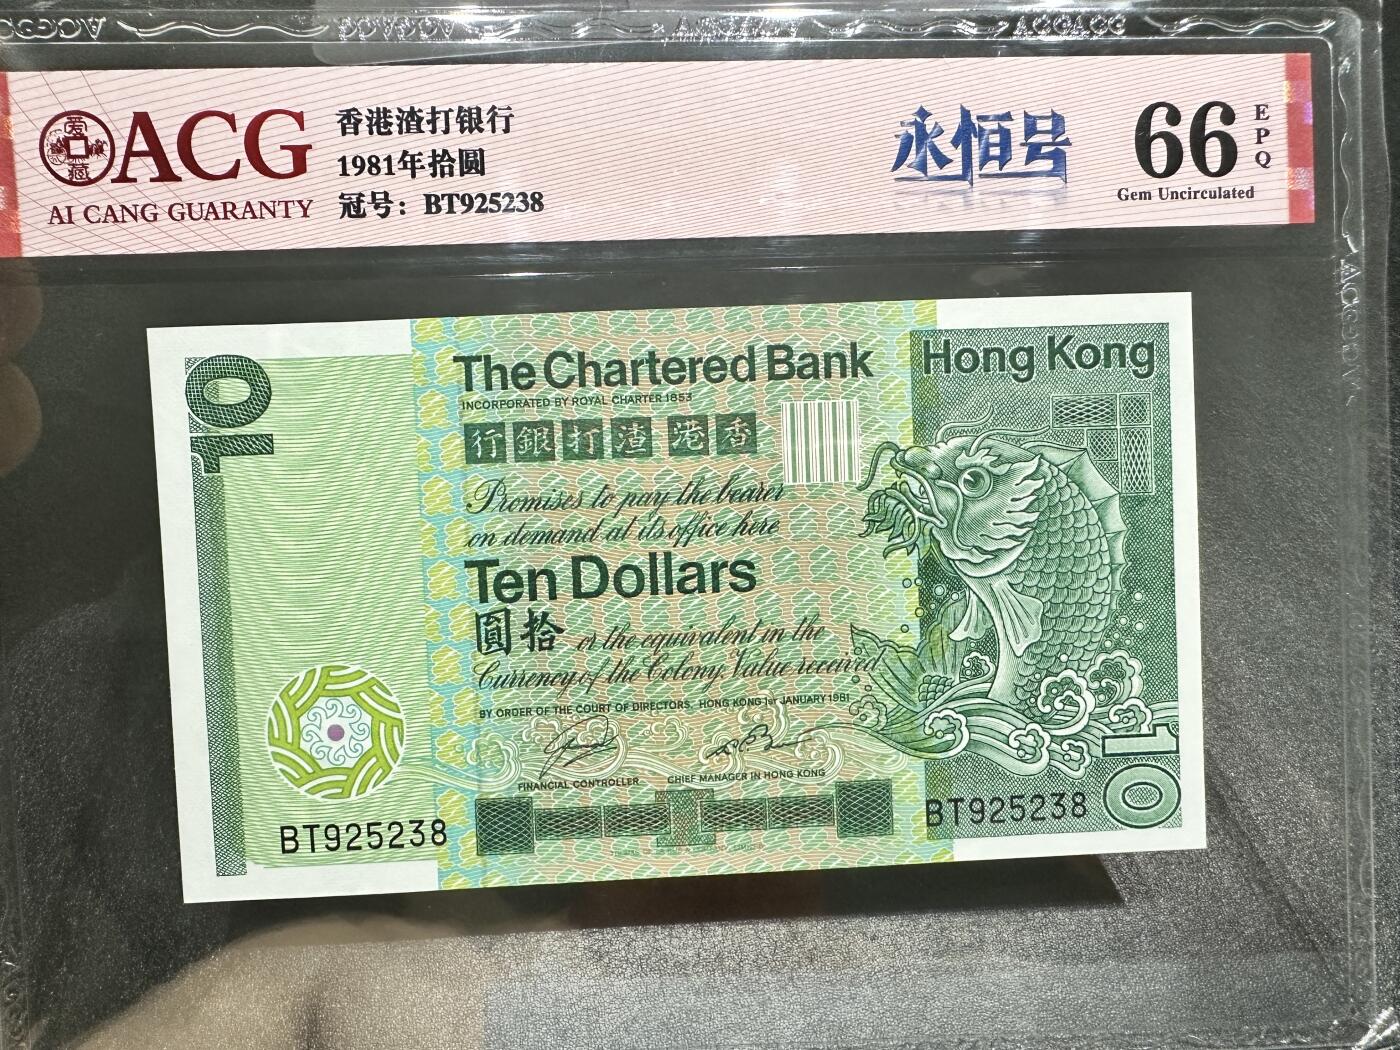 ACG
AI CANG GUARANTY
香港渣打银行
1981年拾圆
冠号：BT925238
永恒号
66
EPQ
Gem Uncirculated
10
The Chartered Bank
Hong Kong
INCORPORATED BY ROYAL CHARTER 1853
行銀打渣 港香
Promises to pay the bearer
on demand at its office here
Ten Dollars
圓拾 or the equivalent in the
Currency of the Colony. Value received
BY ORDER OF THE COURT OF DIRECTORS. HONG KONG 1ST JANUARY 1981
FINANCIAL CONTROLLER
CHIEF MANAGER IN HONG KONG
BT925238
BT925238
10